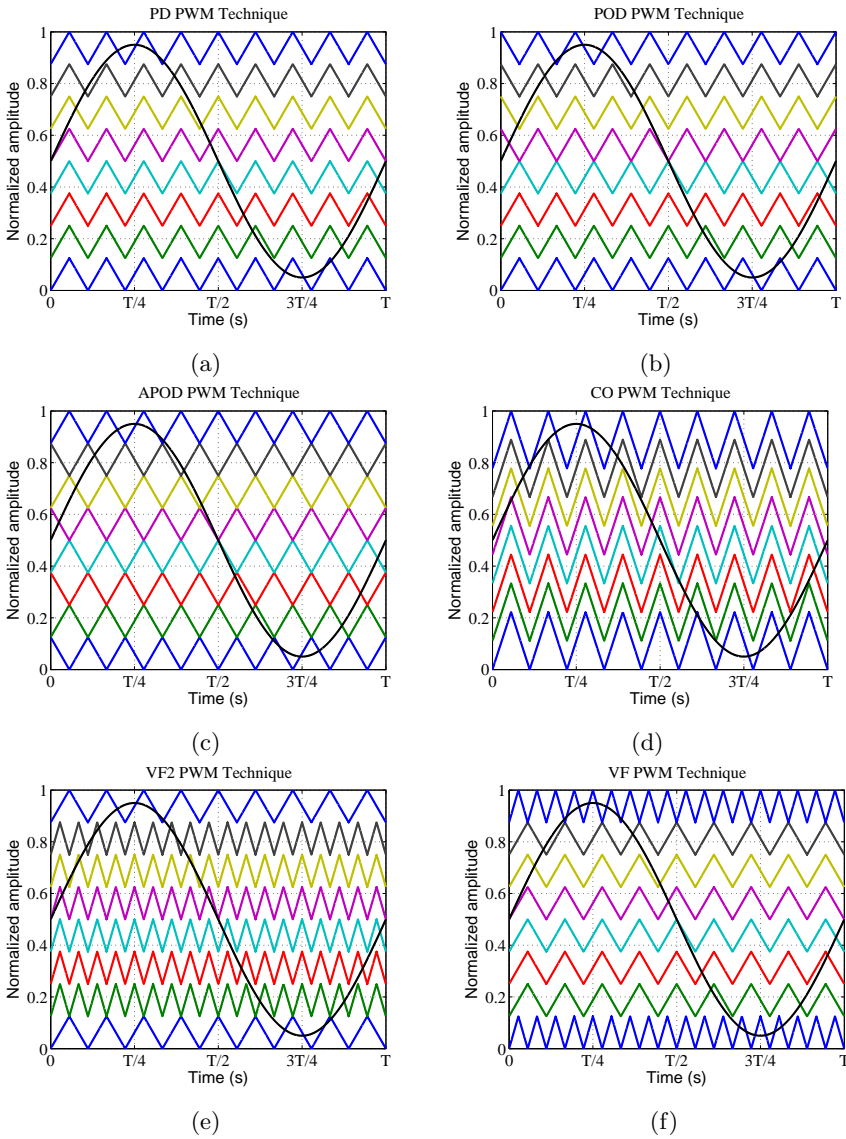 PD PWM Technique
Normalized amplitude
1
0.8
0.6
0.4
0.2
0
0 T/4 T/2 3T/4 T
Time (s)
(a)
POD PWM Technique
Normalized amplitude
1
0.8
0.6
0.4
0.2
0
0 T/4 T/2 3T/4 T
Time (s)
(b)
APOD PWM Technique
Normalized amplitude
1
0.8
0.6
0.4
0.2
0
0 T/4 T/2 3T/4 T
Time (s)
(c)
CO PWM Technique
Normalized amplitude
1
0.8
0.6
0.4
0.2
0
0 T/4 T/2 3T/4 T
Time (s)
(d)
VF2 PWM Technique
Normalized amplitude
1
0.8
0.6
0.4
0.2
0
0 T/4 T/2 3T/4 T
Time (s)
(e)
VF PWM Technique
Normalized amplitude
1
0.8
0.6
0.4
0.2
0
0 T/4 T/2 3T/4 T
Time (s)
(f)